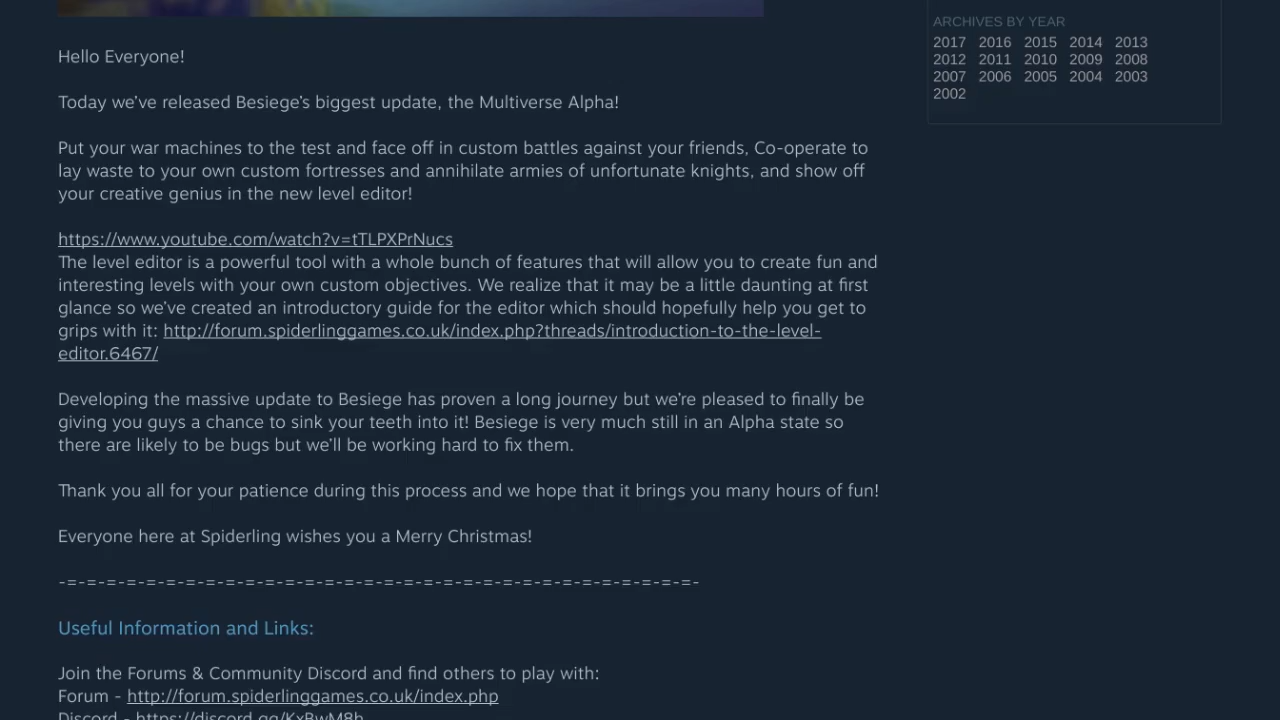 ARCHIVES BY YEAR
2017 2016 2015 2014 2013
2012 2011 2010 2009 2008
2007 2006 2005 2004 2003
2002
Hello Everyone!
Today we've released Besiege's biggest update, the Multiverse Alpha!
Put your war machines to the test and face off in custom battles against your friends, Co-operate to
lay waste to your own custom fortresses and annihilate armies of unfortunate knights, and show off
your creative genius in the new level editor!
https://www.youtube.com/watch?v=tTLPXPrNucs
The level editor is a powerful tool with a whole bunch of features that will allow you to create fun and
interesting levels with your own custom objectives. We realize that it may be a little daunting at first
glance so we've created an introductory guide for the editor which should hopefully help you get to
grips with it: http://forum.spiderlinggames.co.uk/index.php?threads/introduction-to-the-level-
editor.6467/
Developing the massive update to Besiege has proven a long journey but we're pleased to finally be
giving you guys a chance to sink your teeth into it! Besiege is very much still in an Alpha state so
there are likely to be bugs but we'll be working hard to fix them.
Thank you all for your patience during this process and we hope that it brings you many hours of fun!
Everyone here at Spiderling wishes you a Merry Christmas!
-=-=-=-=-=-=-=-=-=-=-=-=-=-=-=-=-=-=-=-=-=-=-=-=-=-=-=-=-=-=-=-=-
Useful Information and Links:
Join the Forums & Community Discord and find others to play with:
Forum - http://forum.spiderlinggames.co.uk/index.php
Discord - https://discord.gg/KxBwM8h